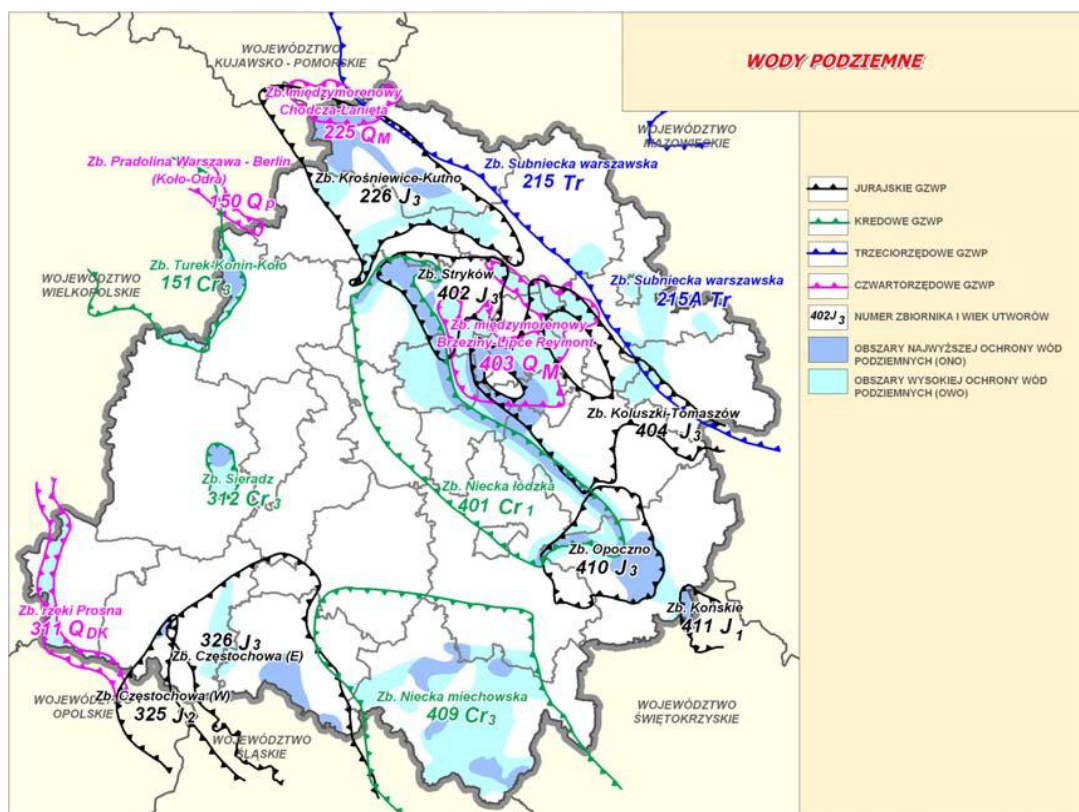 WODY PODZIEMNE
WOJEWÓDZTWO
KUJAWSKO - POMORSKIE
Zb. międzymorenowy
Chodcza-Łanięta
225 QM
WOJEWÓDZTWO
MAZOWIECKIE
Zb. Pradolina Warszawa - Berlin
(Koło-Odra)
150 Qp
Zb. Subniecka warszawska
215 Tr
Zb. Krośniewice-Kutno
226 J3
WOJEWÓDZTWO
WIELKOPOLSKIE
Zb. Turek-Konin-Koło
151 Cr3
Zb. Stryków
402 J3
Zb. Subniecka warszawska
215A Tr
Zb. międzymorenowy
Brzeziny-Lipce Reymont
403 QM
Zb. Koluszki-Tomaszów
404 J3
Zb. Sieradz
312 Cr3
Zb. Niecka łódzka
401 Cr1
Zb. Opoczno
410 J3
Zb. rzeki Prosna
311 QDK
Zb. Końskie
411 J1
326 J3
Zb. Częstochowa (E)
Zb. Częstochowa (W)
325 J2
WOJEWÓDZTWO
OPOLSKIE
WOJEWÓDZTWO
ŚLĄSKIE
Zb. Niecka miechowska
409 Cr3
WOJEWÓDZTWO
ŚWIĘTOKRZYSKIE
JURAJSKIE GZWP
KREDOWE GZWP
TRZECIORZĘDOWE GZWP
CZWARTORZĘDOWE GZWP
402J3 NUMER ZBIORNIKA I WIEK UTWORÓW
OBSZARY NAJWYŻSZEJ OCHRONY WÓD
PODZIEMNYCH (ONO)
OBSZARY WYSOKIEJ OCHRONY WÓD
PODZIEMNYCH (OWO)